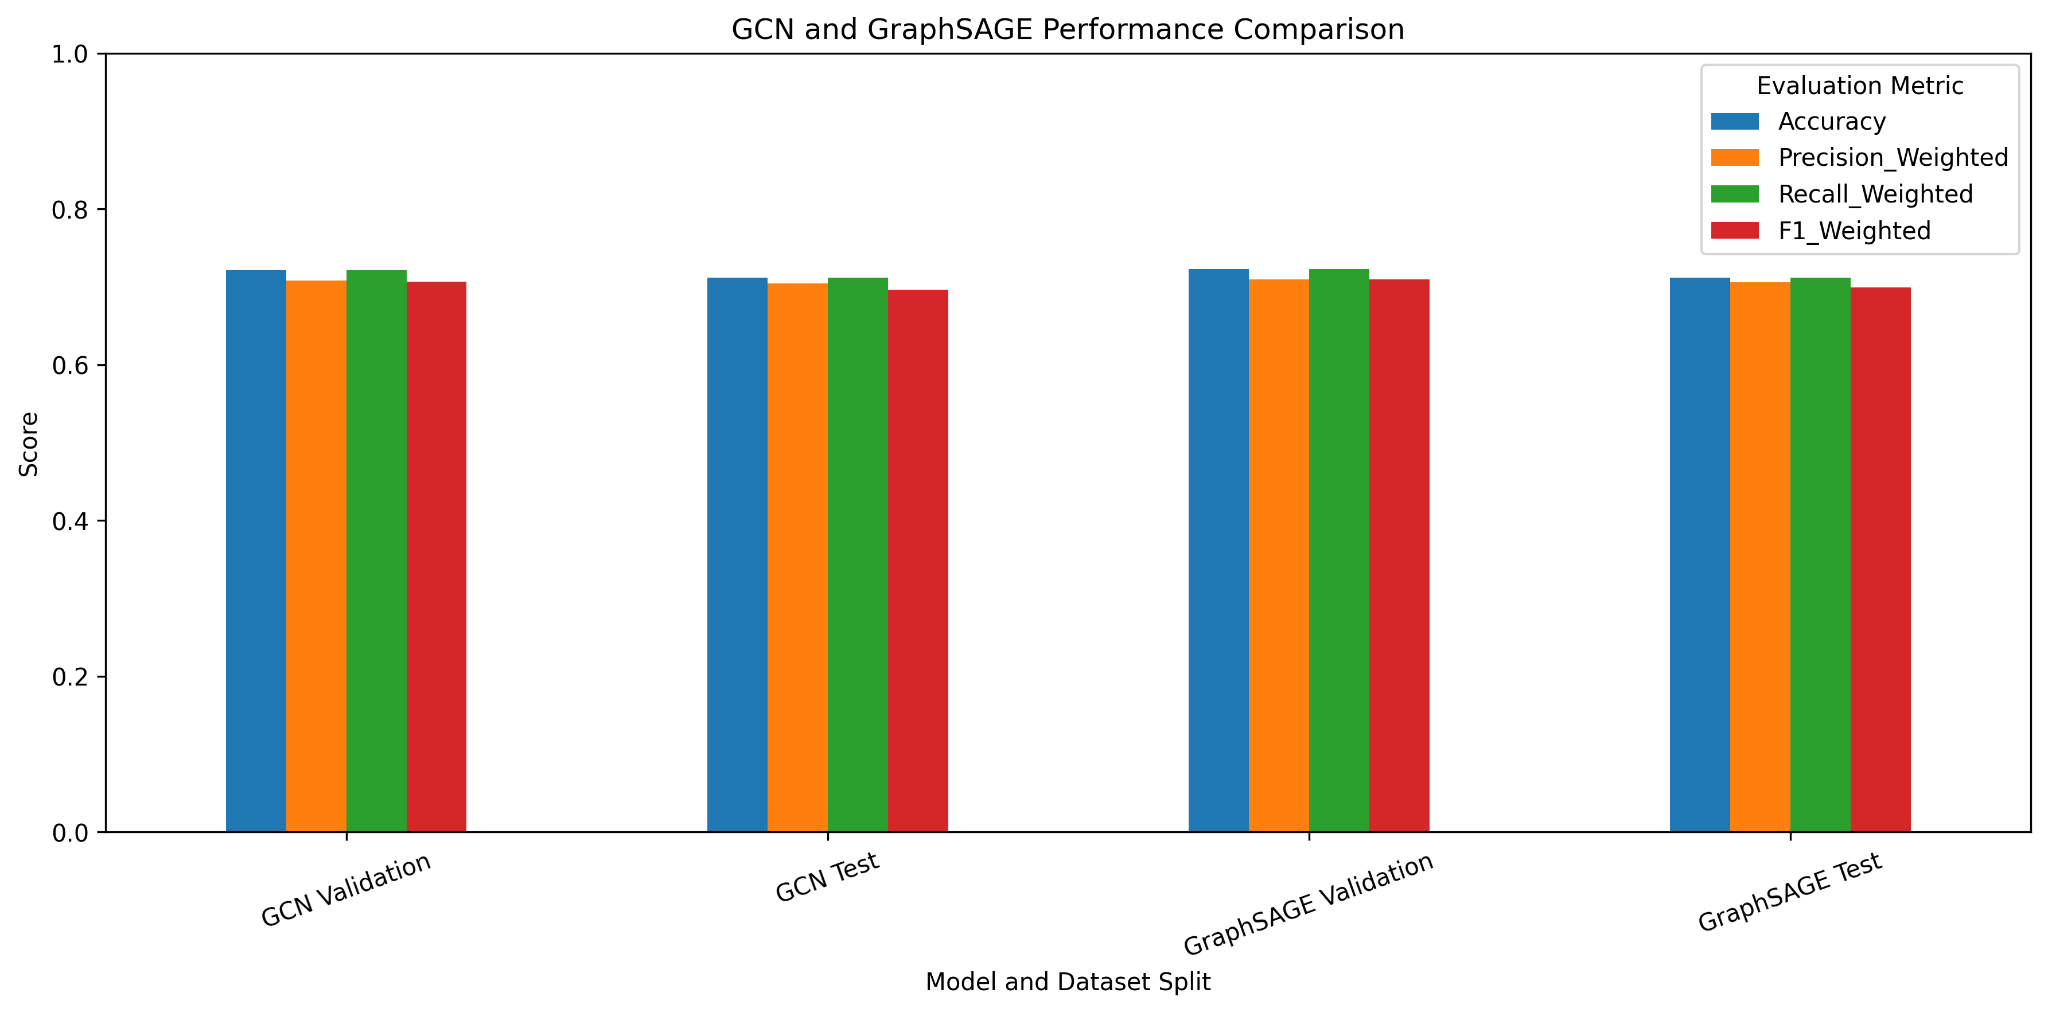 GCN and GraphSAGE Performance Comparison
1.0
0.8
0.6
0.4
0.2
0.0
Score
Evaluation Metric
Accuracy
Precision_Weighted
Recall_Weighted
F1_Weighted
GCN Validation
GCN Test
GraphSAGE Validation
GraphSAGE Test
Model and Dataset Split